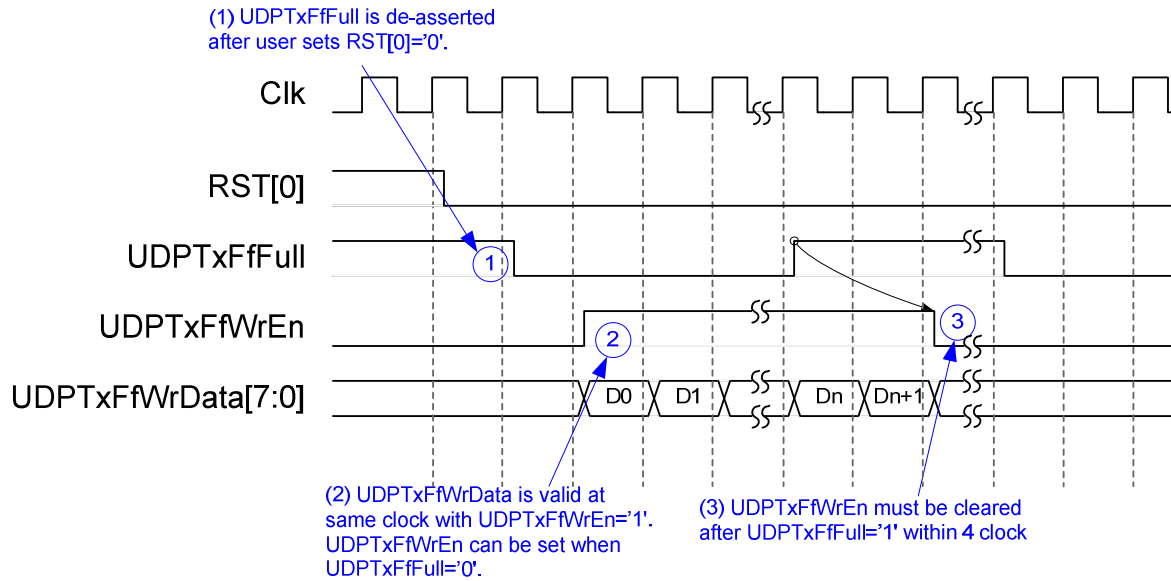 (1) UDPTxFfFull is de-asserted
after user sets RST[0]='0'.
Clk
RST[0]
UDPTxFfFull
1
UDPTxFfWrEn
2
3
UDPTxFfWrData[7:0]
D0
D1
Dn
Dn+1
(2) UDPTxFfWrData is valid at
same clock with UDPTxFfWrEn='1'.
UDPTxFfWrEn can be set when
UDPTxFfFull='0'.
(3) UDPTxFfWrEn must be cleared
after UDPTxFfFull='1' within 4 clock